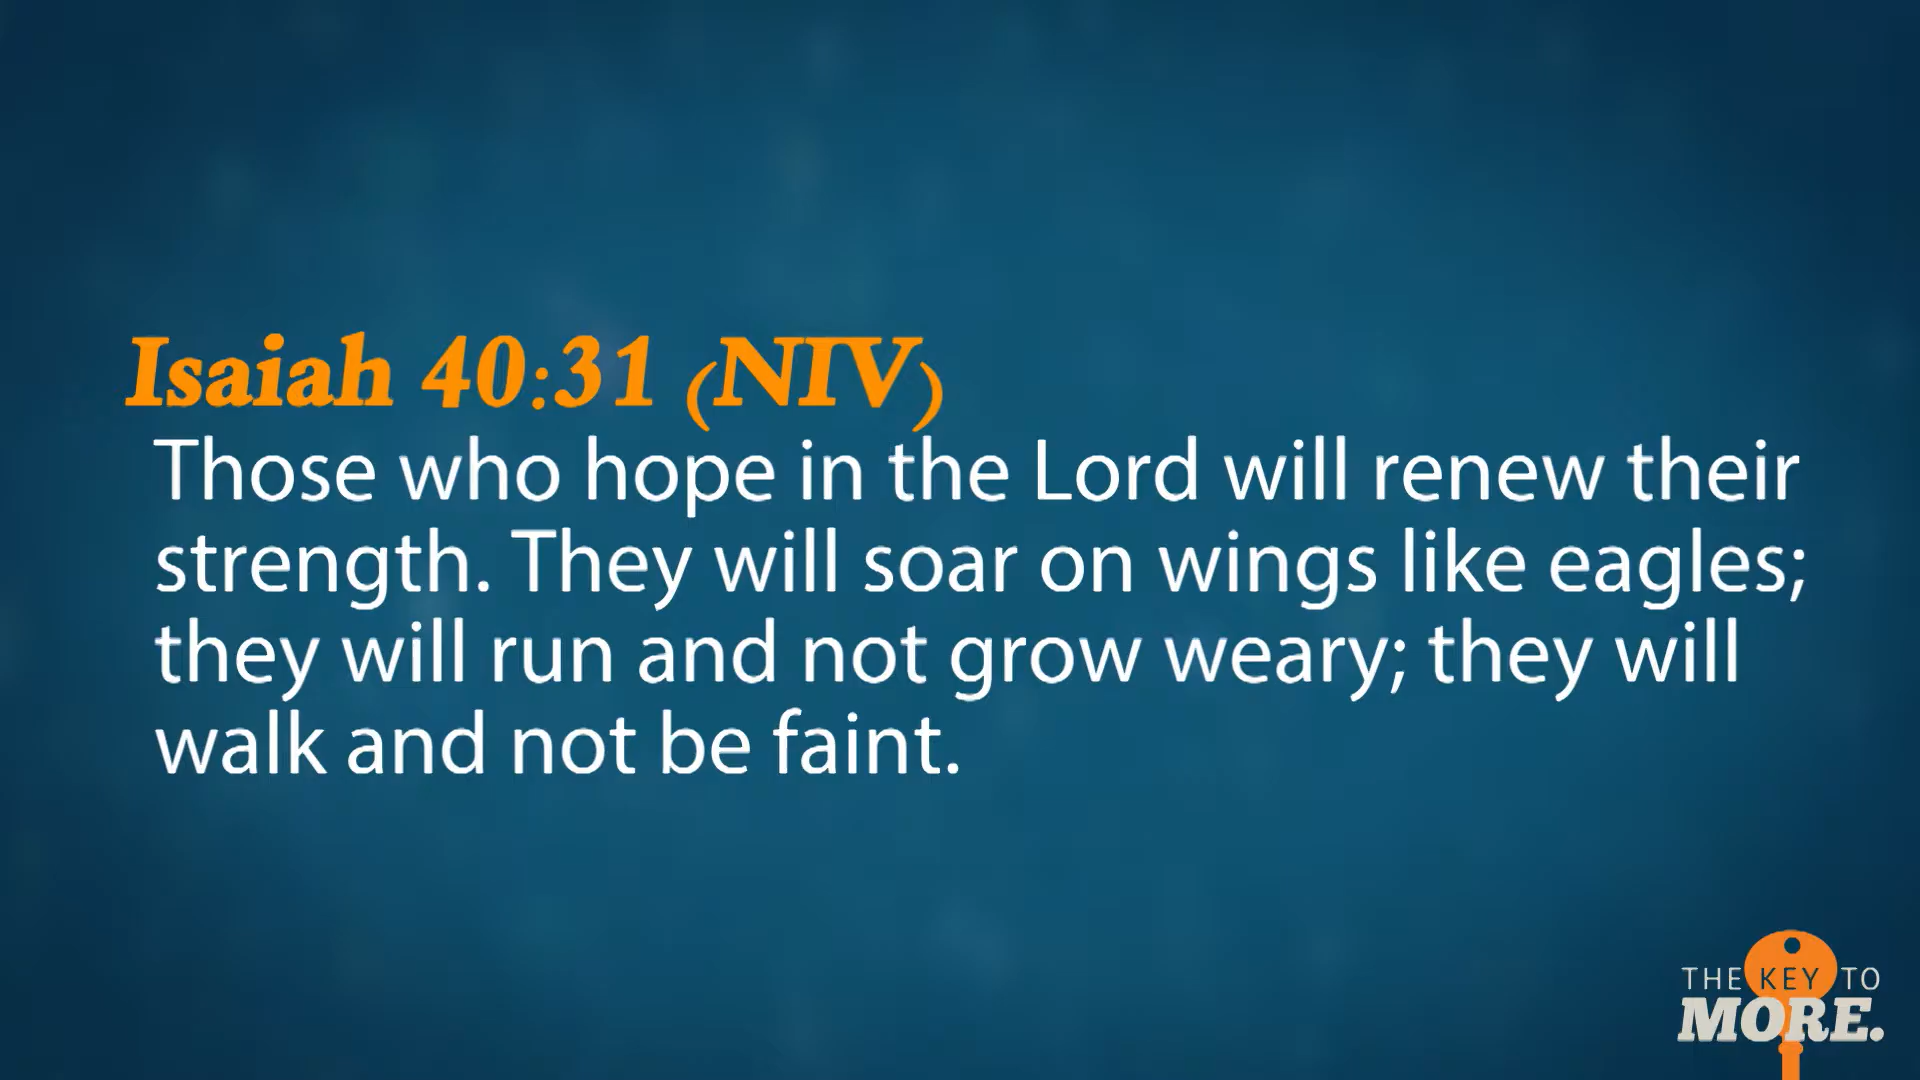 Isaiah 40:31 (NIV)
Those who hope in the Lord will renew their
strength. They will soar on wings like eagles;
they will run and not grow weary; they will
walk and not be faint.
THE KEY TO
MORE.